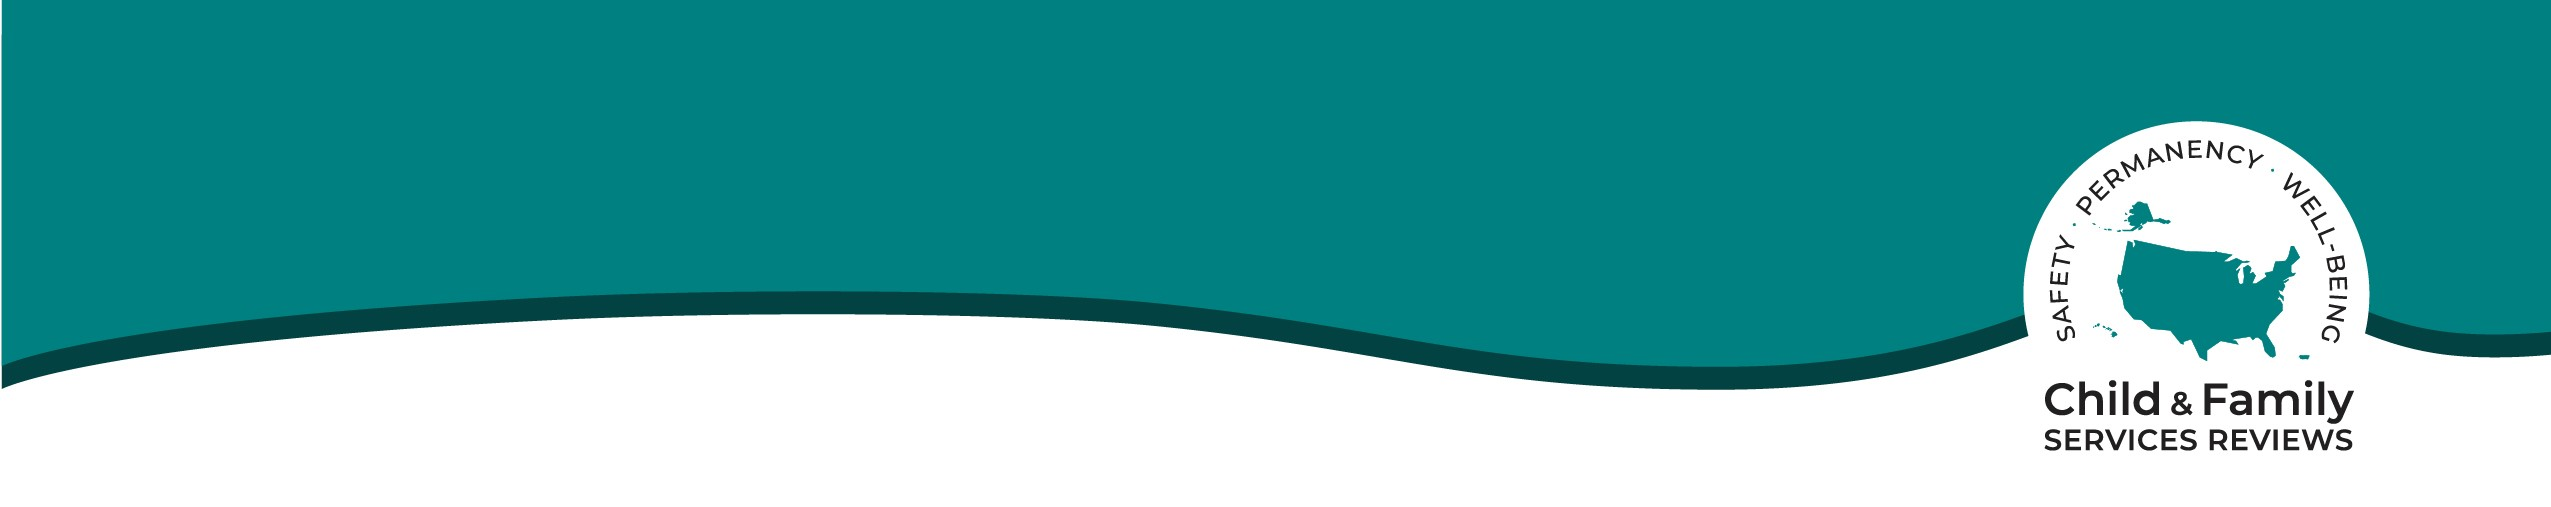 SAFETY · PERMANENCY · WELL-BEING
Child & Family
SERVICES REVIEWS